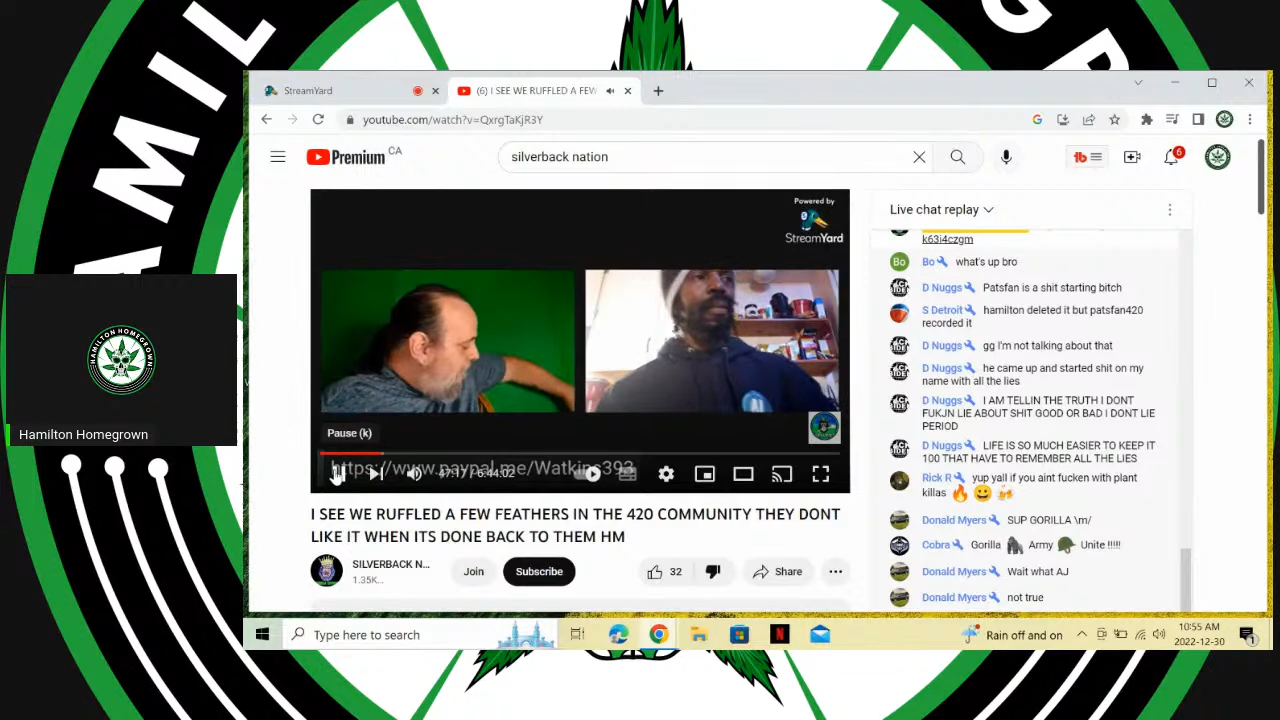 AMIL
GR
StreamYard
(6) I SEE WE RUFFLED A FEW
youtube.com/watch?v=QxrgTaKjR3Y
Premium CA
silverback nation
6
Powered by
StreamYard
Live chat replay
k63i4czgm
Bo Bo what's up bro
D Nuggs Patsfan is a shit starting bitch
S Detroit hamilton deleted it but patsfan420
recorded it
D Nuggs gg I'm not talking about that
D Nuggs he came up and started shit on my
name with all the lies
D Nuggs I AM TELLIN THE TRUTH I DONT
FUKJN LIE ABOUT SHIT GOOD OR BAD I DONT LIE
PERIOD
D Nuggs LIFE IS SO MUCH EASIER TO KEEP IT
100 THAT HAVE TO REMEMBER ALL THE LIES
Rick R yup yall if you aint fucken with plant
killas
Donald Myers SUP GORILLA \m/
Cobra Gorilla Army Unite !!!!!
Donald Myers Wait what AJ
Donald Myers not true
HAMILTON HOMEGROWN
Hamilton Homegrown
Pause (k)
https://www.paypal.me/Watkins393
47:17 / 6:44:02
I SEE WE RUFFLED A FEW FEATHERS IN THE 420 COMMUNITY THEY DONT
LIKE IT WHEN ITS DONE BACK TO THEM HM
SILVERBACK N...
1.35K...
Join
Subscribe
32
Share
Type here to search
Rain off and on
10:55 AM
2022-12-30
1